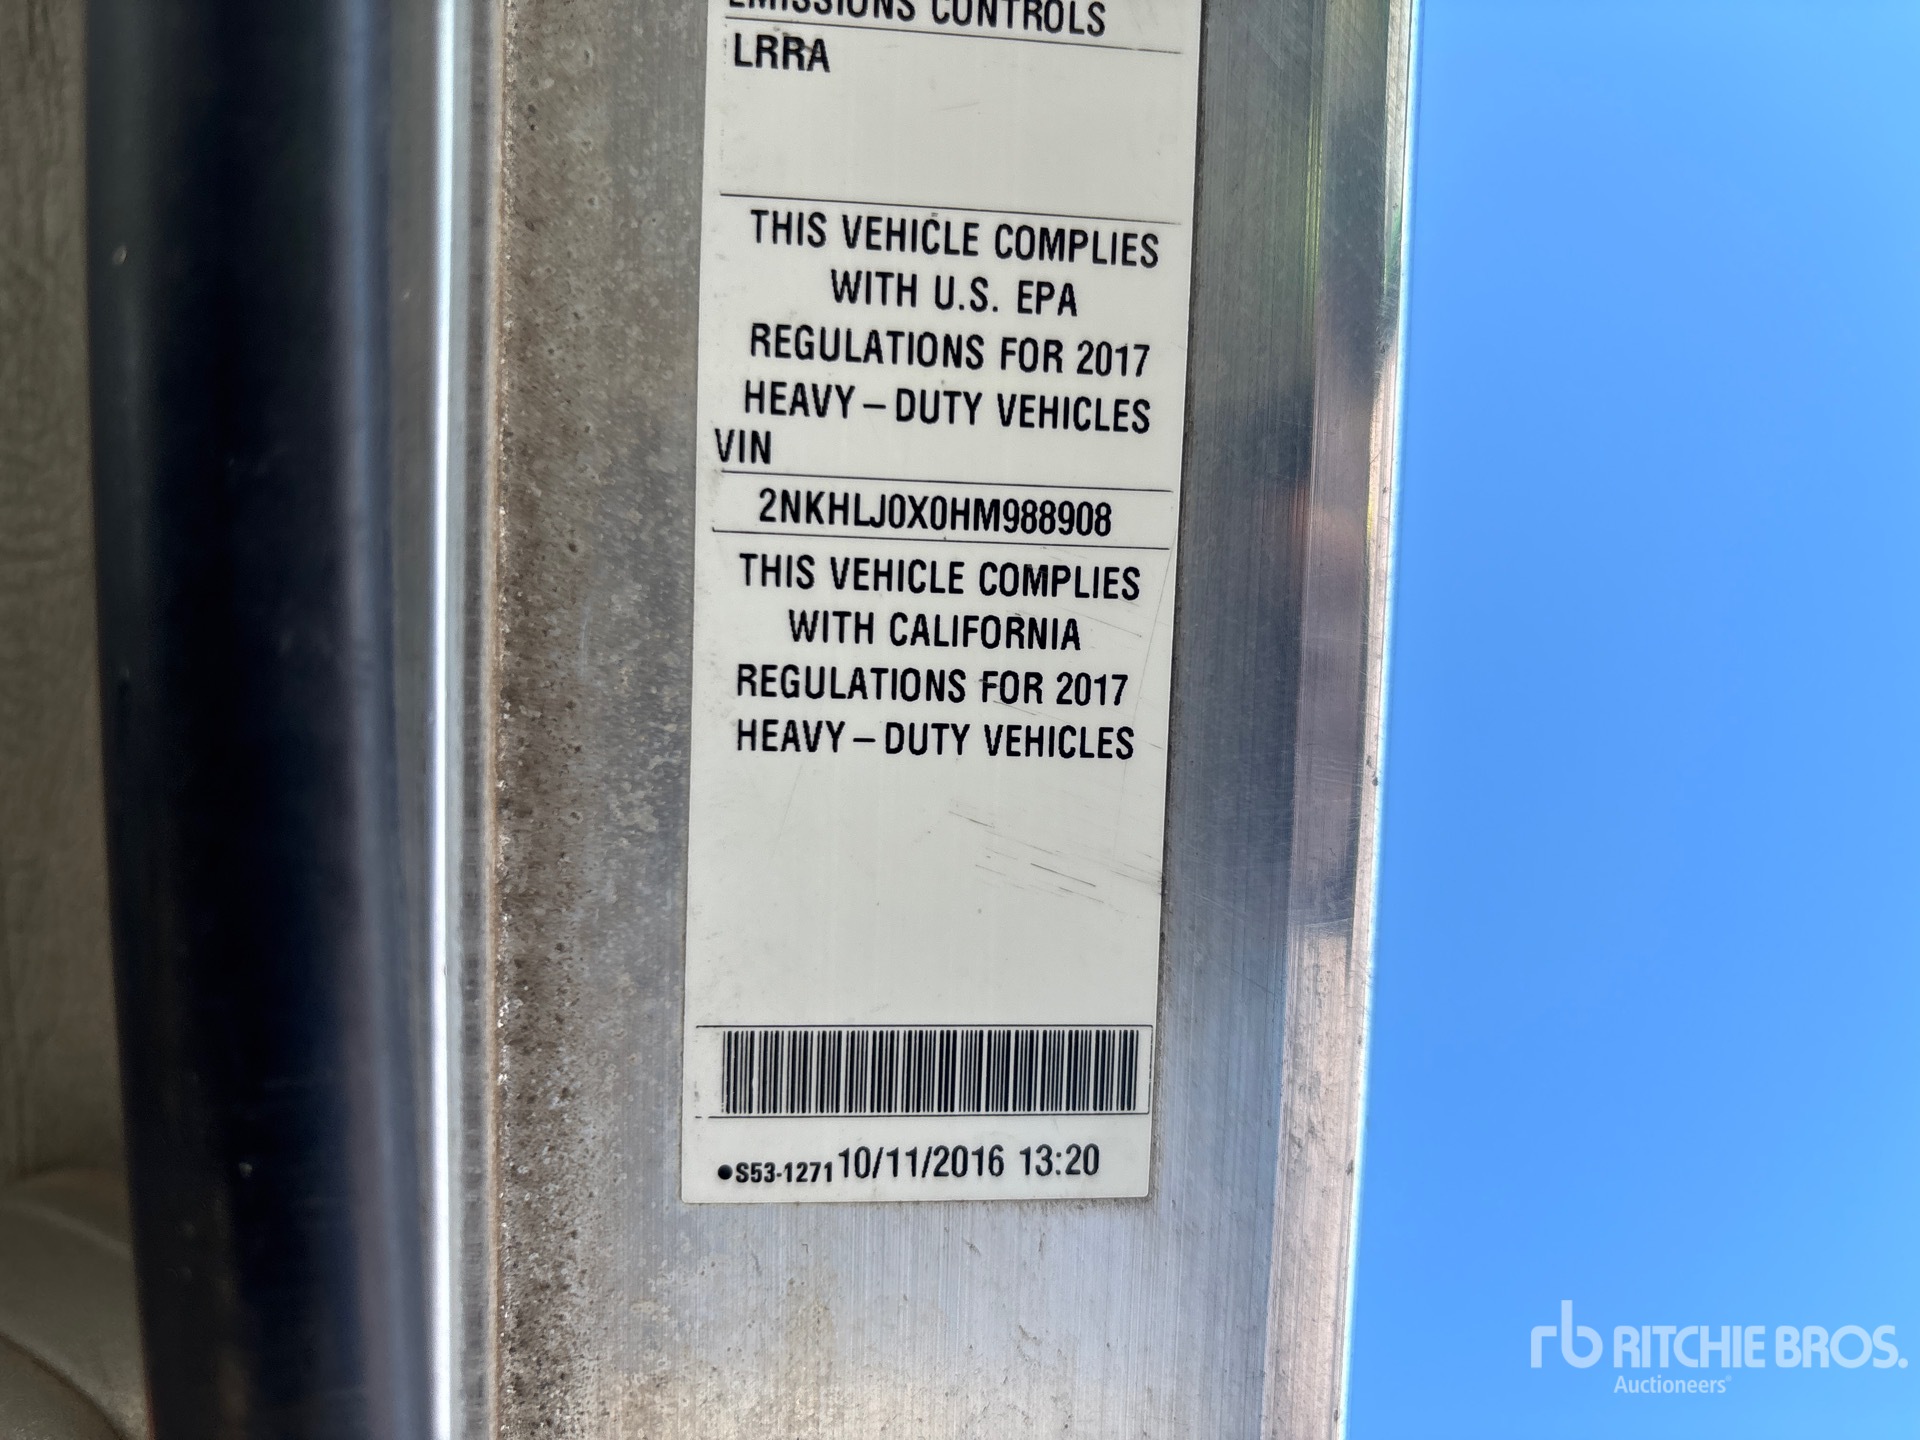 EMISSIONS CONTROLS
LRRA
THIS VEHICLE COMPLIES
WITH U.S. EPA
REGULATIONS FOR 2017
HEAVY-DUTY VEHICLES
VIN
2NKHLJ0X0HM988908
THIS VEHICLE COMPLIES
WITH CALIFORNIA
REGULATIONS FOR 2017
HEAVY-DUTY VEHICLES
•S53-1271 10/11/2016 13:20
rb RITCHIE BROS.
Auctioneers